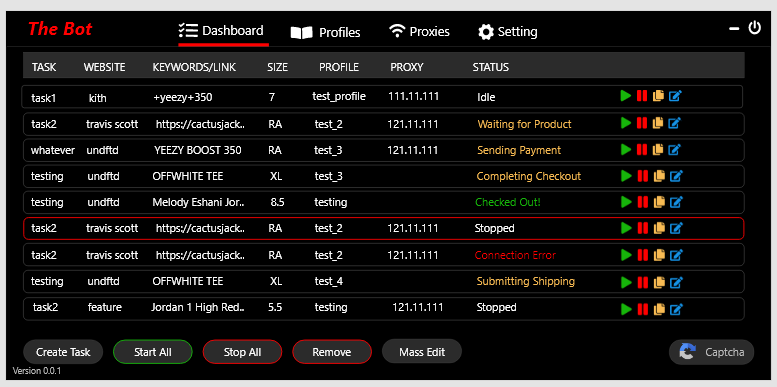 The Bot Dashboard Profiles Proxies Setting
TASK WEBSITE KEYWORDS/LINK SIZE PROFILE PROXY STATUS
task1 kith +yeezy+350 7 test_profile 111.11.111 Idle
task2 travis scott https://cactusjack.. RA test_2 121.11.111 Waiting for Product
whatever undftd YEEZY BOOST 350 RA test_3 121.11.111 Sending Payment
testing undftd OFFWHITE TEE XL test_3 Completing Checkout
testing undftd Melody Eshani Jor.. 8.5 testing Checked Out!
task2 travis scott https://cactusjack.. RA test_2 121.11.111 Stopped
task2 travis scott https://cactusjack.. RA test_2 121.11.111 Connection Error
testing undftd OFFWHITE TEE XL test_4 Submitting Shipping
task2 feature Jordan 1 High Red.. 5.5 testing 121.11.111 Stopped
Create Task Start All Stop All Remove Mass Edit Captcha
Version 0.0.1